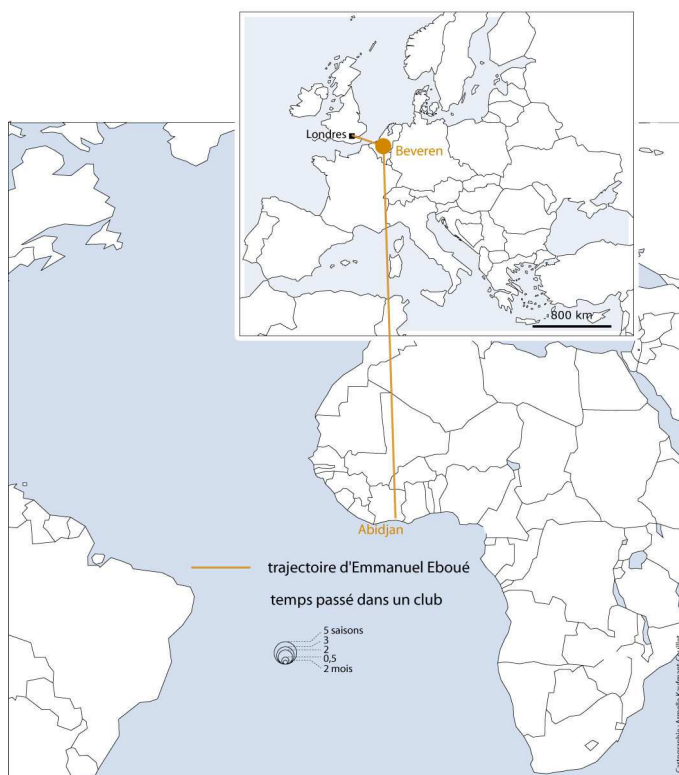 Londres
Beveren
800 km
Abidjan
trajectoire d'Emmanuel Eboué
temps passé dans un club
5 saisons
3
2
0,5
2 mois